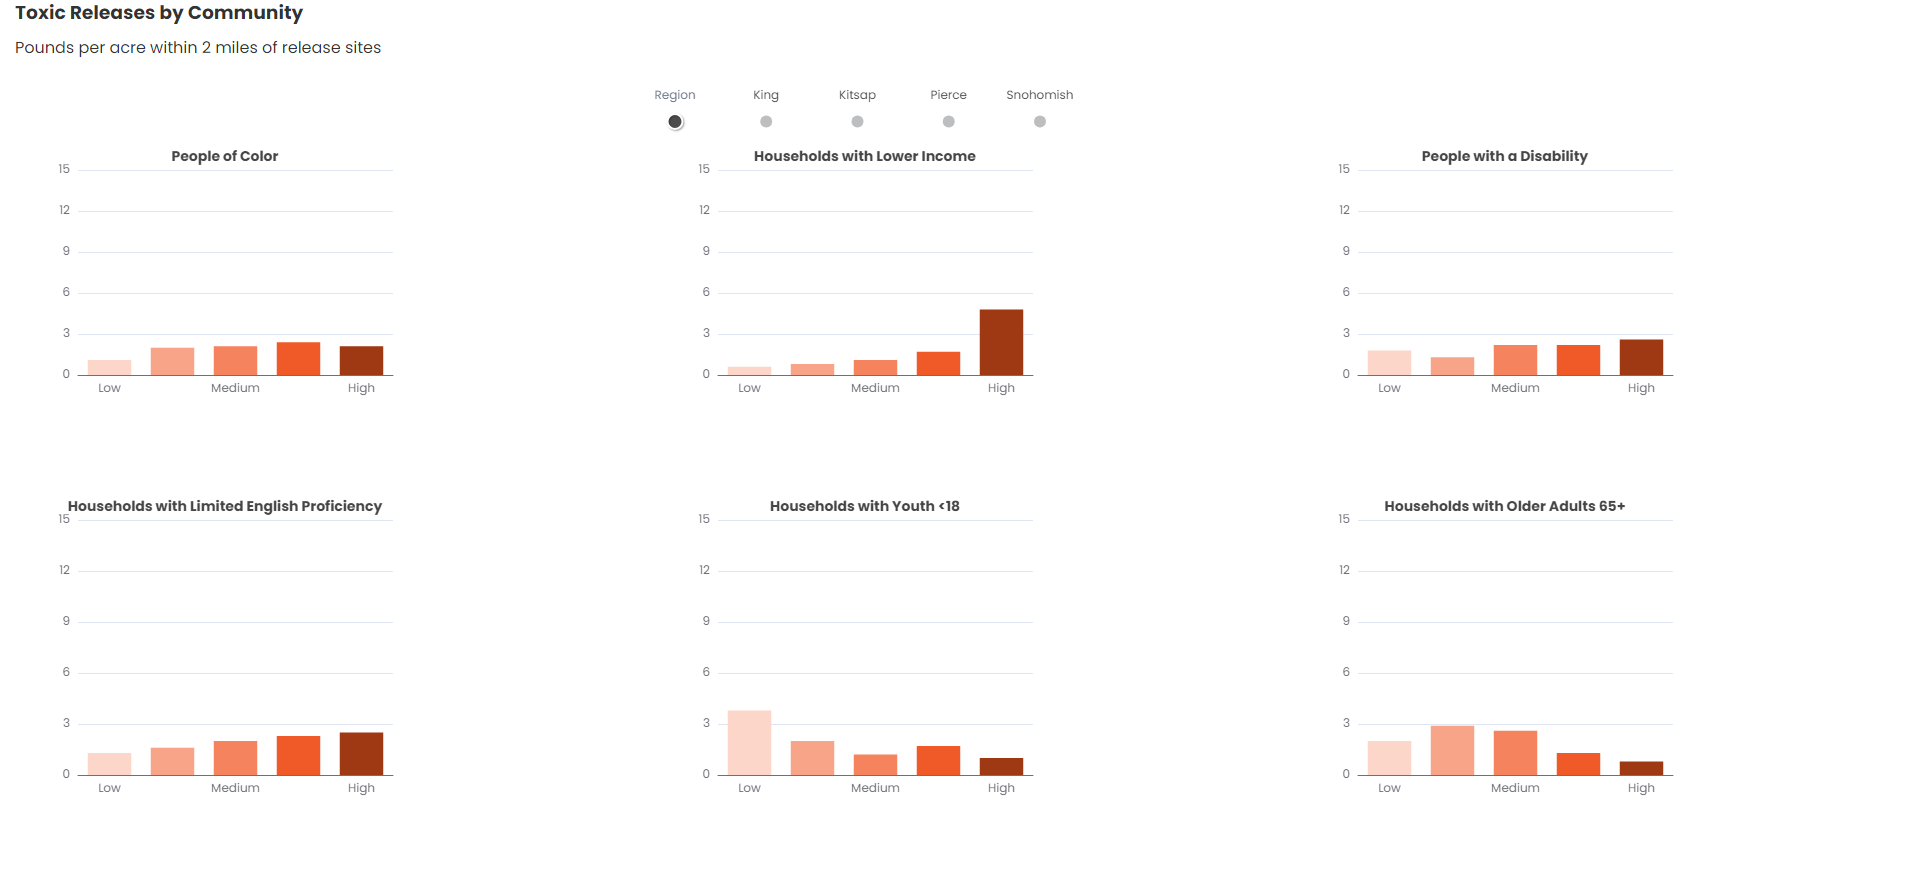 Toxic Releases by Community
Pounds per acre within 2 miles of release sites
Region King Kitsap Pierce Snohomish
People of Color
15
12
9
6
3
0
Low Medium High
Households with Lower Income
15
12
9
6
3
0
Low Medium High
People with a Disability
15
12
9
6
3
0
Low Medium High
Households with Limited English Proficiency
15
12
9
6
3
0
Low Medium High
Households with Youth <18
15
12
9
6
3
0
Low Medium High
Households with Older Adults 65+
15
12
9
6
3
0
Low Medium High